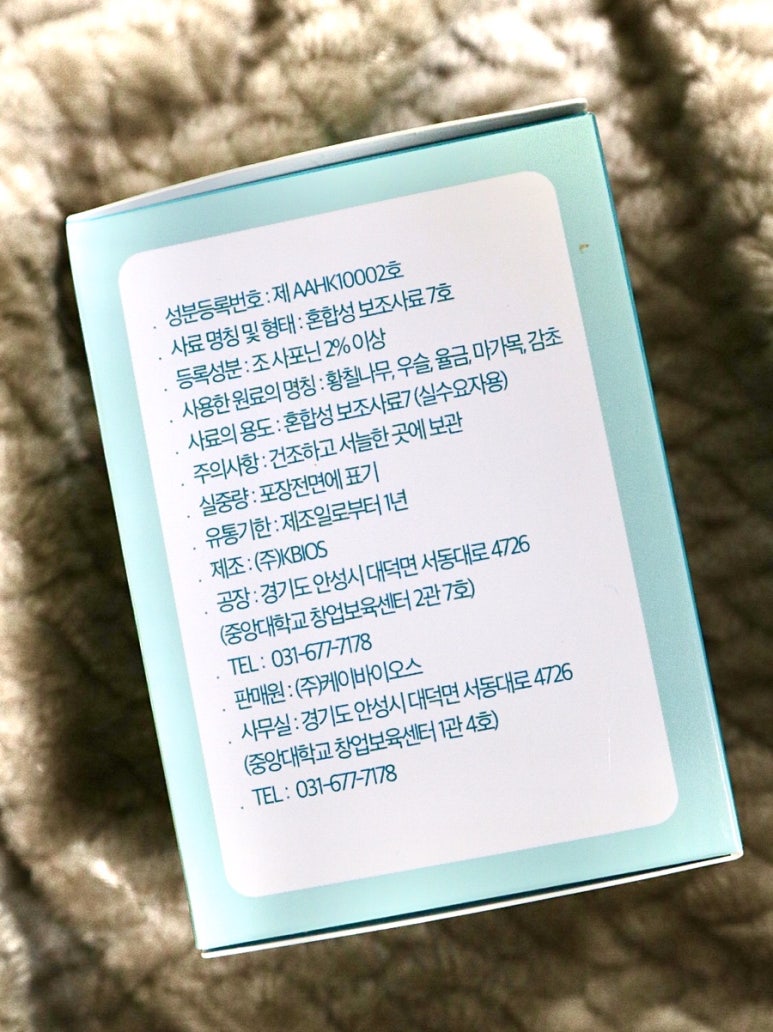 · 성분등록번호 : 제 AAHK10002호
· 사료 명칭 및 형태 : 혼합성 보조사료 7호
· 등록성분 : 조 사포닌 2% 이상
· 사용한 원료의 명칭 : 황칠나무, 우슬, 울금, 마가목, 감초
· 사료의 용도 : 혼합성 보조사료7 (실수요자용)
· 주의사항 : 건조하고 서늘한 곳에 보관
· 실중량 : 포장전면에 표기
· 유통기한 : 제조일로부터 1년
· 제조 : (주)KBIOS
· 공장 : 경기도 안성시 대덕면 서동대로 4726
(중앙대학교 창업보육센터 2관 7호)
· TEL : 031-677-7178
· 판매원 : (주)케이바이오스
· 사무실 : 경기도 안성시 대덕면 서동대로 4726
(중앙대학교 창업보육센터 1관 4호)
· TEL : 031-677-7178